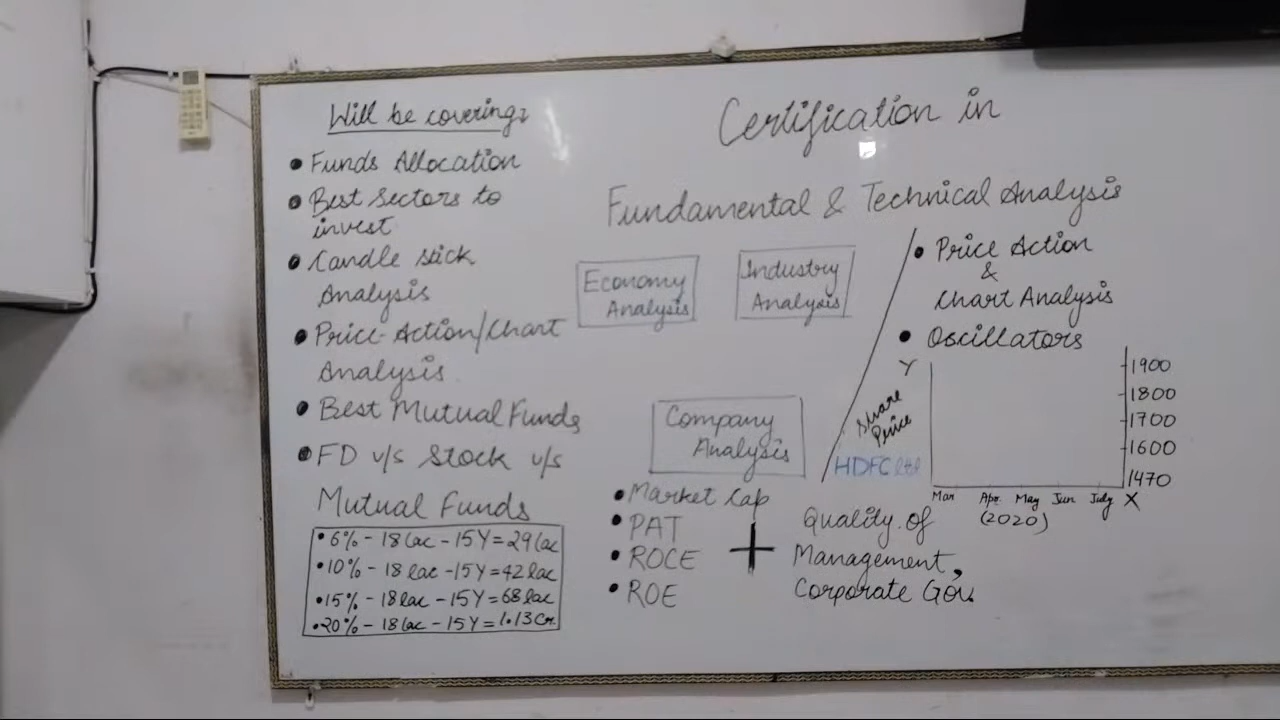 Will be covering:
• Funds Allocation
• Best Sectors to
invest
• Candle stick
Analysis
• Price-Action/Chart
Analysis
• Best Mutual Funds
• FD v/s Stock v/s
Mutual Funds
• 6% - 18 lac - 15Y = 29 lac
• 10% - 18 lac - 15Y = 42 lac
• 15% - 18 lac - 15Y = 68 lac
• 20% - 18 lac - 15Y = 1.13 Cr.
Certification in
Fundamental & Technical Analysis
Economy
Analysis
Industry
Analysis
Company
Analysis
• Market Cap
• PAT
• ROCE
• ROE
+
Quality of
Management,
Corporate Gov.
• Price Action
&
Chart Analysis
• Oscillators
Y
Share
Price
HDFC ltd
1900
1800
1700
1600
1470
Mar Apr. May Jun July X
(2020)